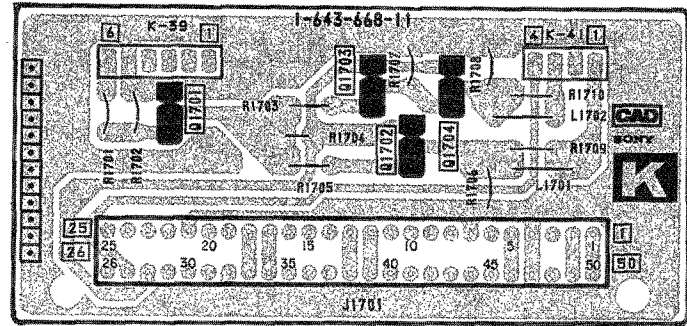 1-643-668-11
6 K-39 1
4 K-41 1
Q1703
R1707
R1708
Q1701
R1703
R1710
L1702
CAD
SONY
R1701
R1702
R1704
Q1702
Q1704
R1709
K
R1705
R1706
L1701
25
25 20 15 10 5 1
1
26
26 30 35 40 45 50
50
J1701